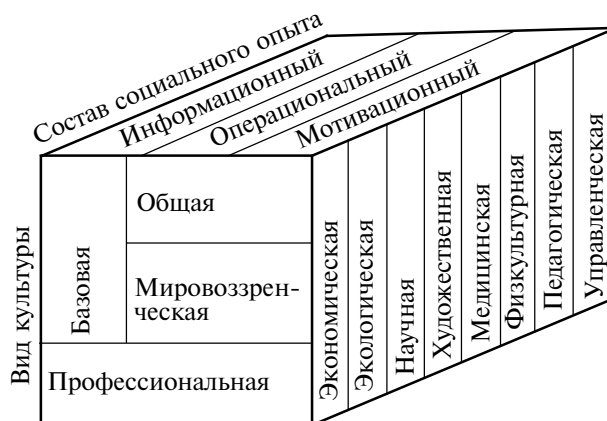 Состав социального опыта
Информационный
Операциональный
Мотивационный
Вид культуры
Базовая
Общая
Мировоззрен-
ческая
Профессиональная
Экономическая
Экологическая
Научная
Художественная
Медицинская
Физкультурная
Педагогическая
Управленческая